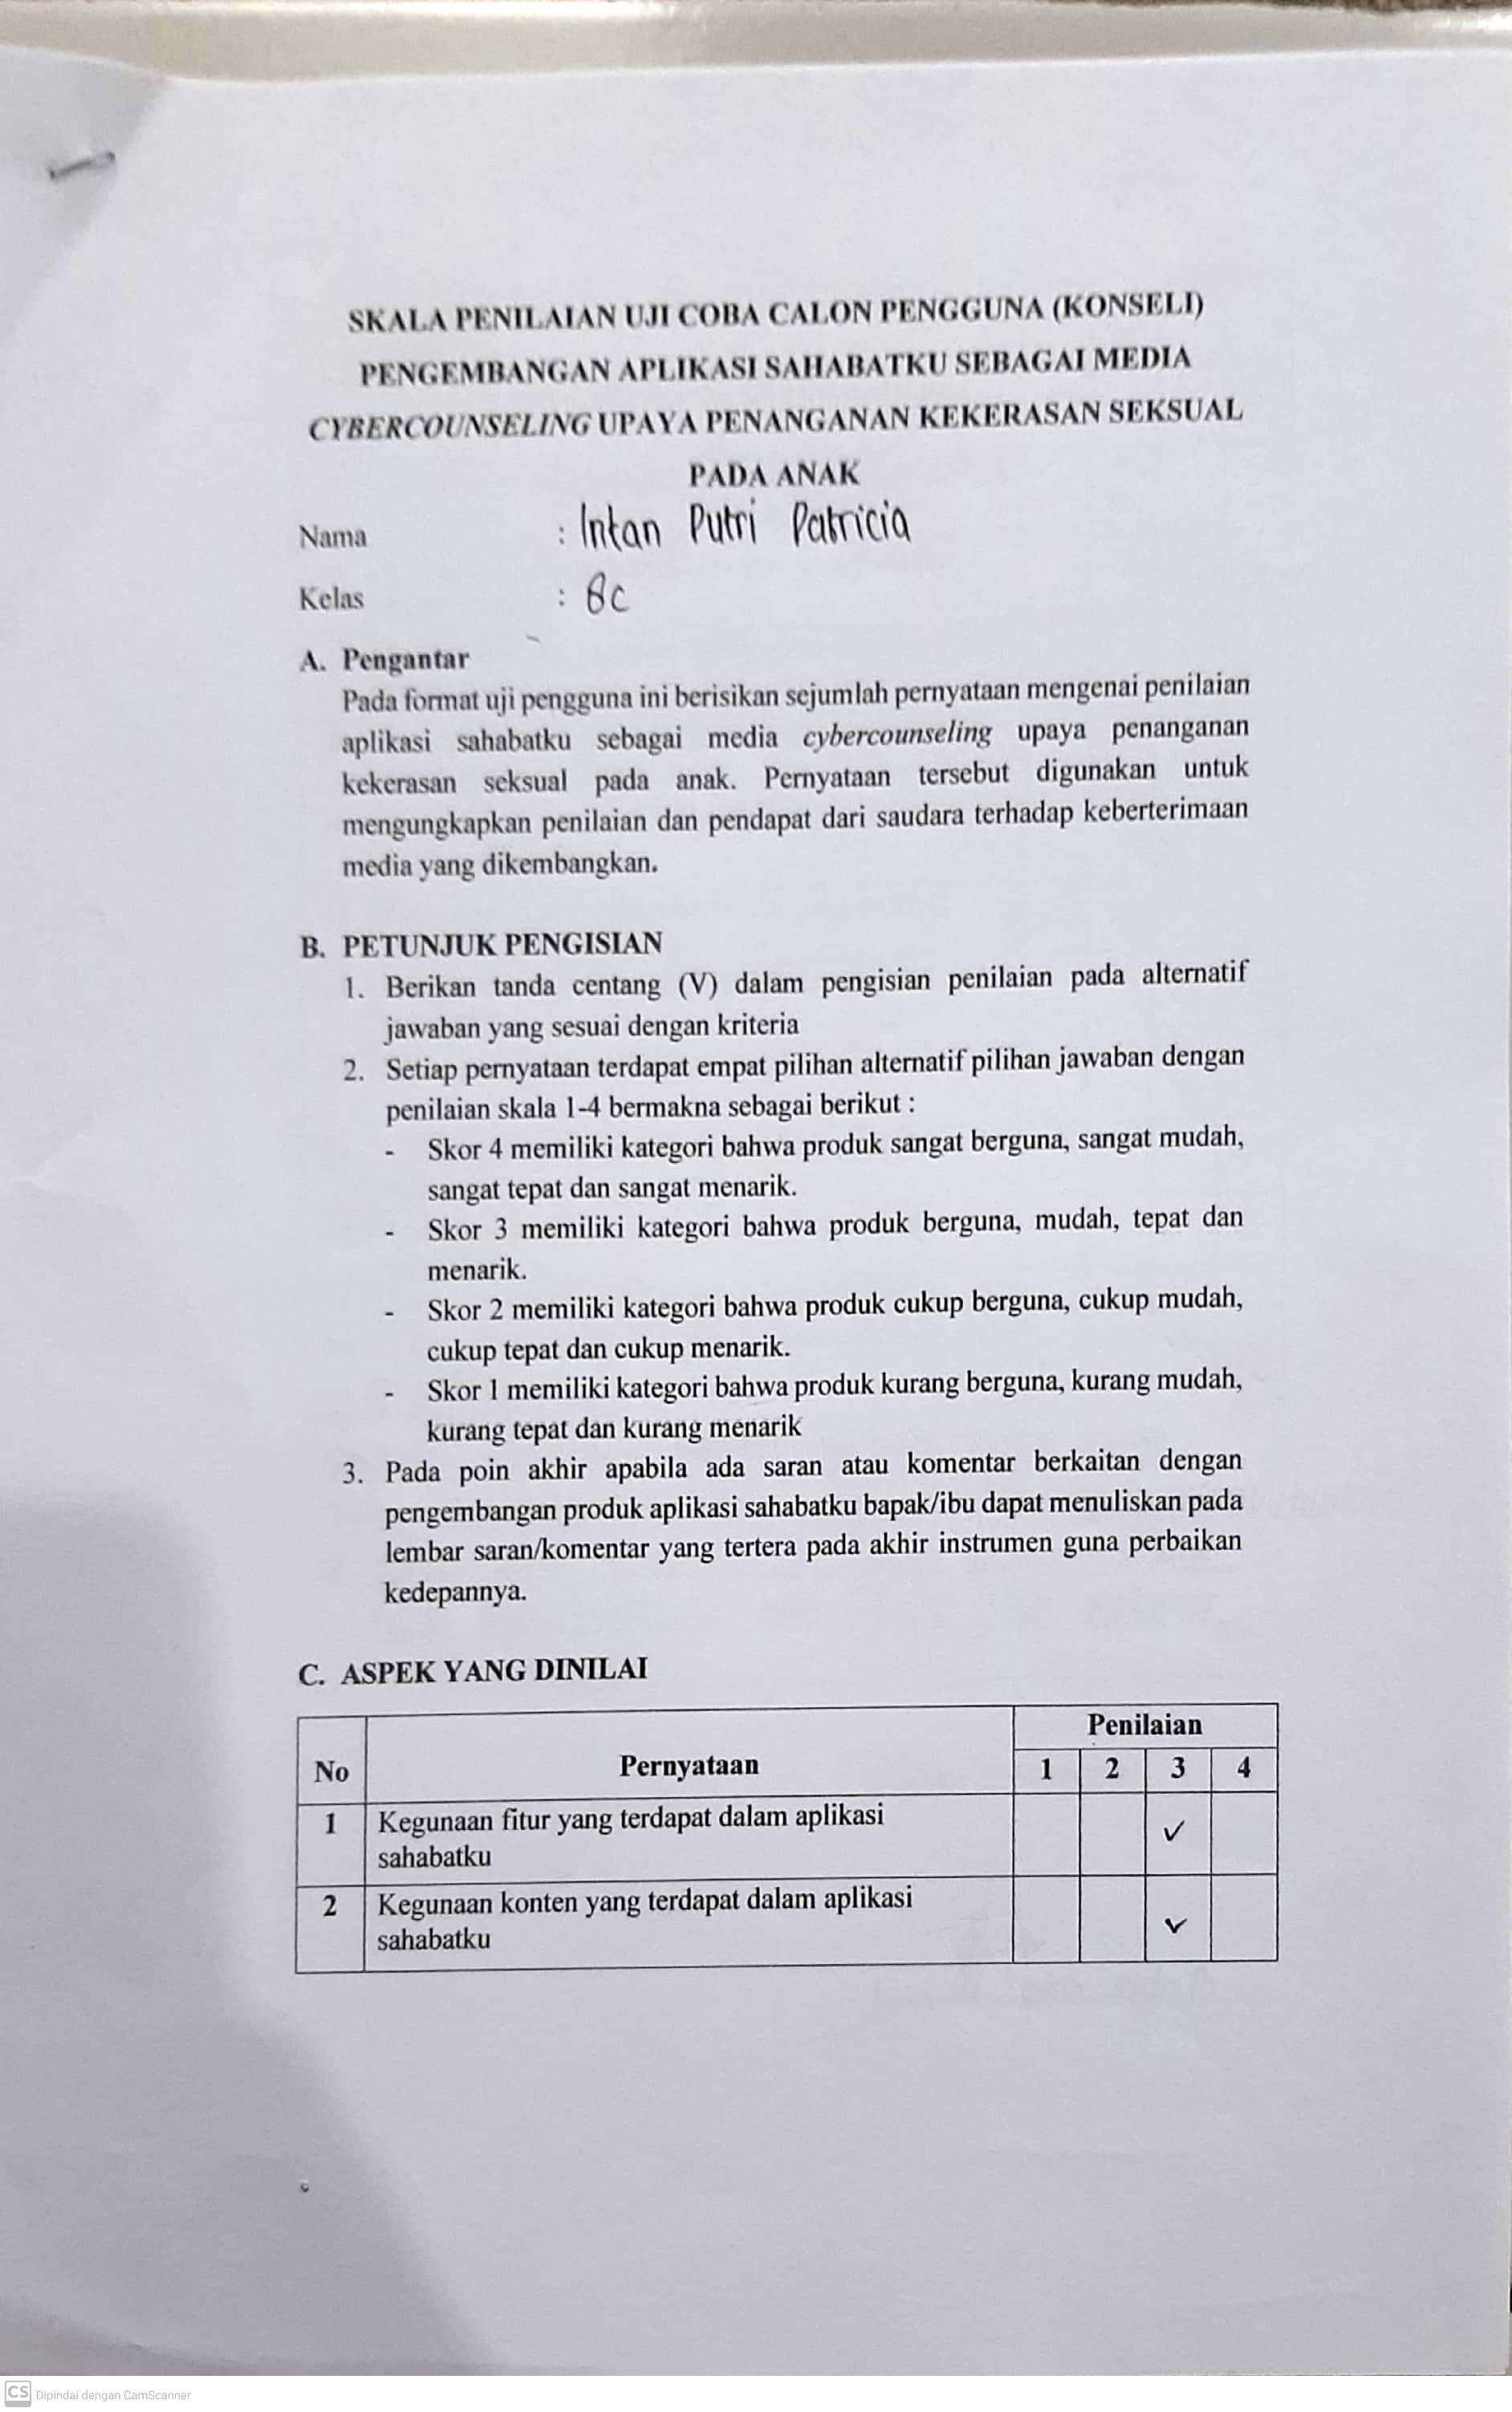 SKALA PENILAIAN UJI COBA CALON PENGGUNA (KONSELI)
PENGEMBANGAN APLIKASI SAHABATKU SEBAGAI MEDIA
CYBERCOUNSELING UPAYA PENANGANAN KEKERASAN SEKSUAL
PADA ANAK
Nama : Intan Putri Patricia
Kelas : 8C
A. Pengantar
Pada format uji pengguna ini berisikan sejumlah pernyataan mengenai penilaian
aplikasi sahabatku sebagai media cybercounseling upaya penanganan
kekerasan seksual pada anak. Pernyataan tersebut digunakan untuk
mengungkapkan penilaian dan pendapat dari saudara terhadap keberterimaan
media yang dikembangkan.
B. PETUNJUK PENGISIAN
1. Berikan tanda centang (V) dalam pengisian penilaian pada alternatif
jawaban yang sesuai dengan kriteria
2. Setiap pernyataan terdapat empat pilihan alternatif pilihan jawaban dengan
penilaian skala 1-4 bermakna sebagai berikut :
- Skor 4 memiliki kategori bahwa produk sangat berguna, sangat mudah,
sangat tepat dan sangat menarik.
- Skor 3 memiliki kategori bahwa produk berguna, mudah, tepat dan
menarik.
- Skor 2 memiliki kategori bahwa produk cukup berguna, cukup mudah,
cukup tepat dan cukup menarik.
- Skor 1 memiliki kategori bahwa produk kurang berguna, kurang mudah,
kurang tepat dan kurang menarik
3. Pada poin akhir apabila ada saran atau komentar berkaitan dengan
pengembangan produk aplikasi sahabatku bapak/ibu dapat menuliskan pada
lembar saran/komentar yang tertera pada akhir instrumen guna perbaikan
kedepannya.
C. ASPEK YANG DINILAI
Penilaian
No Pernyataan 1 2 3 4
1 Kegunaan fitur yang terdapat dalam aplikasi ✓
sahabatku
2 Kegunaan konten yang terdapat dalam aplikasi ✓
sahabatku
CS Dipindai dengan CamScanner